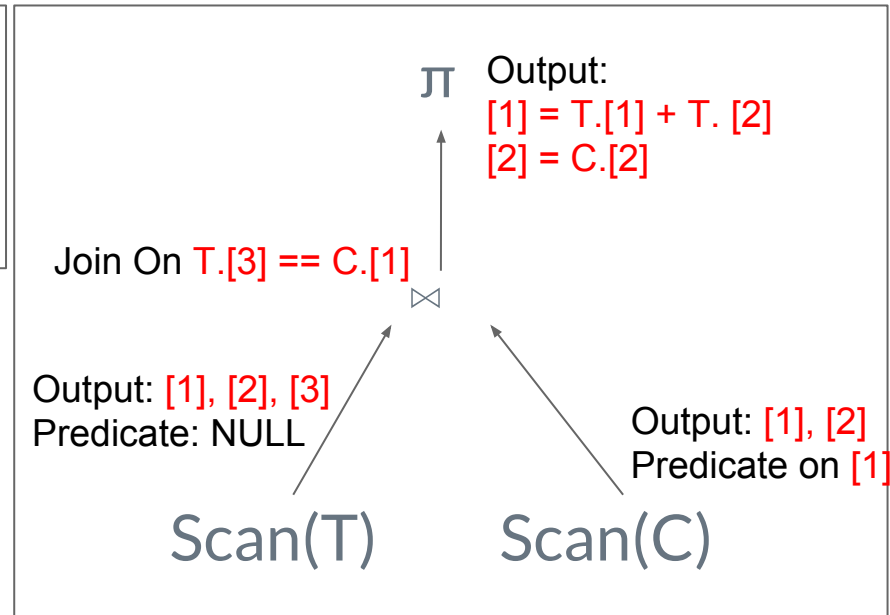 π
Output:
[1] = T.[1] + T. [2]
[2] = C.[2]
Join On T.[3] == C.[1]
⋈
Output: [1], [2], [3]
Predicate: NULL
Output: [1], [2]
Predicate on [1]
Scan(T)
Scan(C)